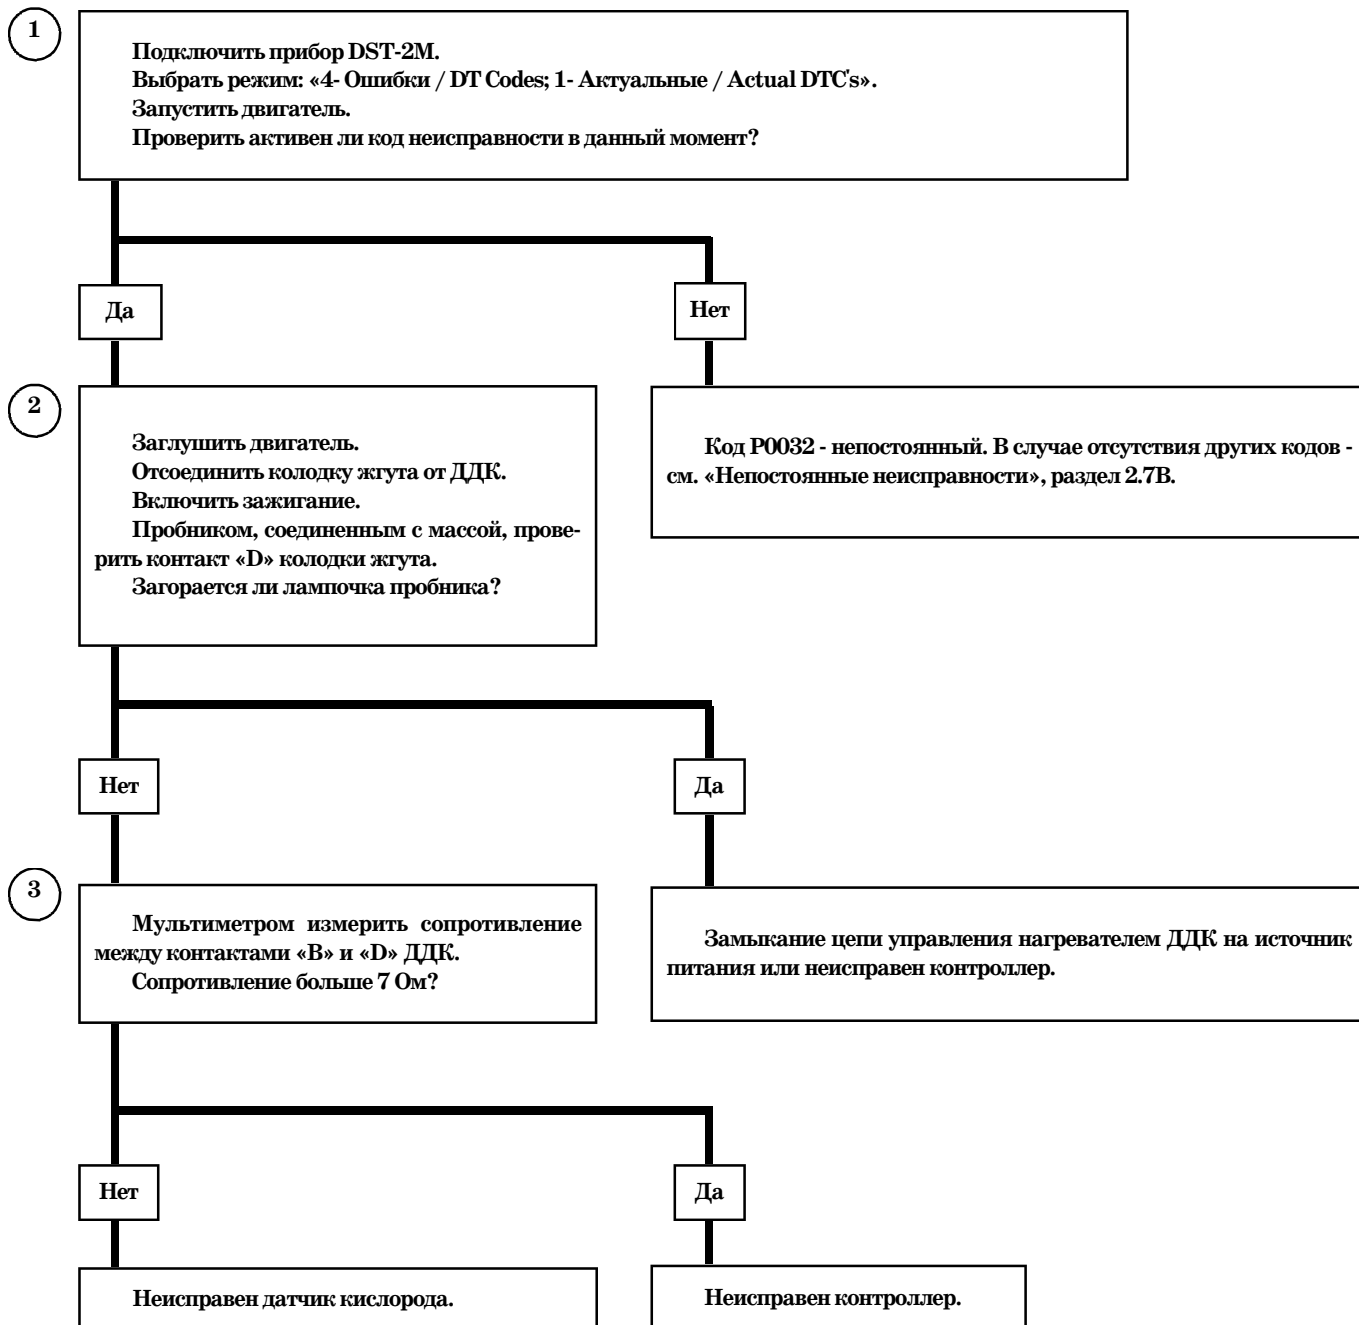 1
Подключить прибор DST-2M.
Выбрать режим: «4- Ошибки / DT Codes; 1- Актуальные / Actual DTC's».
Запустить двигатель.
Проверить активен ли код неисправности в данный момент?
Да
Нет
2
Заглушить двигатель.
Отсоединить колодку жгута от ДДК.
Включить зажигание.
Пробником, соединенным с массой, прове-
рить контакт «D» колодки жгута.
Загорается ли лампочка пробника?
Код P0032 - непостоянный. В случае отсутствия других кодов -
см. «Непостоянные неисправности», раздел 2.7В.
Нет
Да
3
Мультиметром измерить сопротивление
между контактами «B» и «D» ДДК.
Сопротивление больше 7 Ом?
Замыкание цепи управления нагревателем ДДК на источник
питания или неисправен контроллер.
Нет
Да
Неисправен датчик кислорода.
Неисправен контроллер.